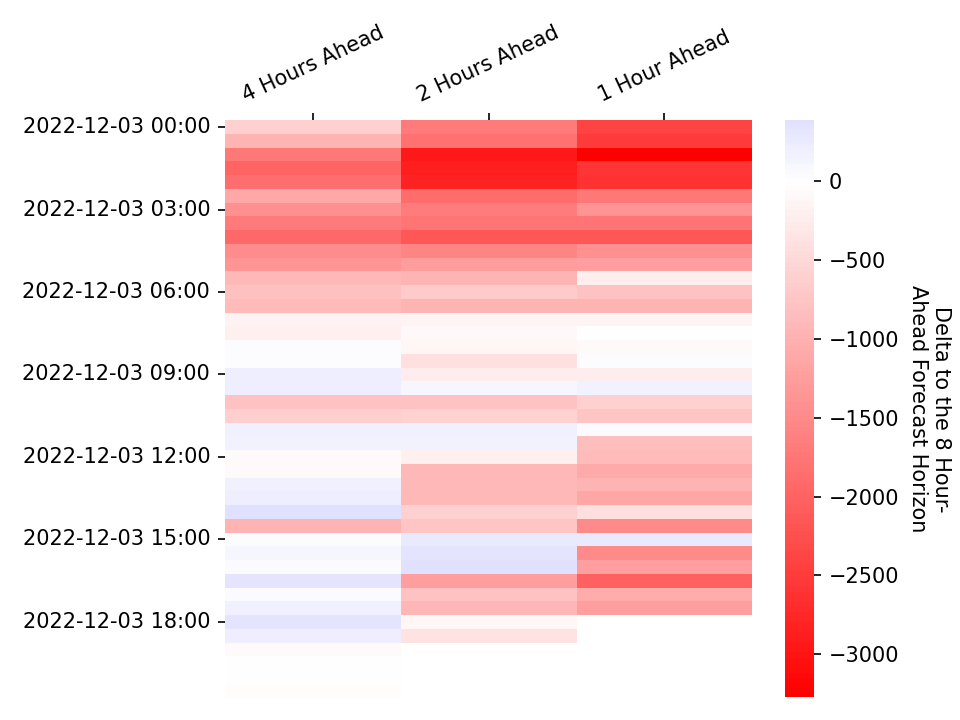 4 Hours Ahead
2 Hours Ahead
1 Hour Ahead
2022-12-03 00:00
2022-12-03 03:00
2022-12-03 06:00
2022-12-03 09:00
2022-12-03 12:00
2022-12-03 15:00
2022-12-03 18:00
0
−500
−1000
−1500
−2000
−2500
−3000
Delta to the 8 Hour-
Ahead Forecast Horizon